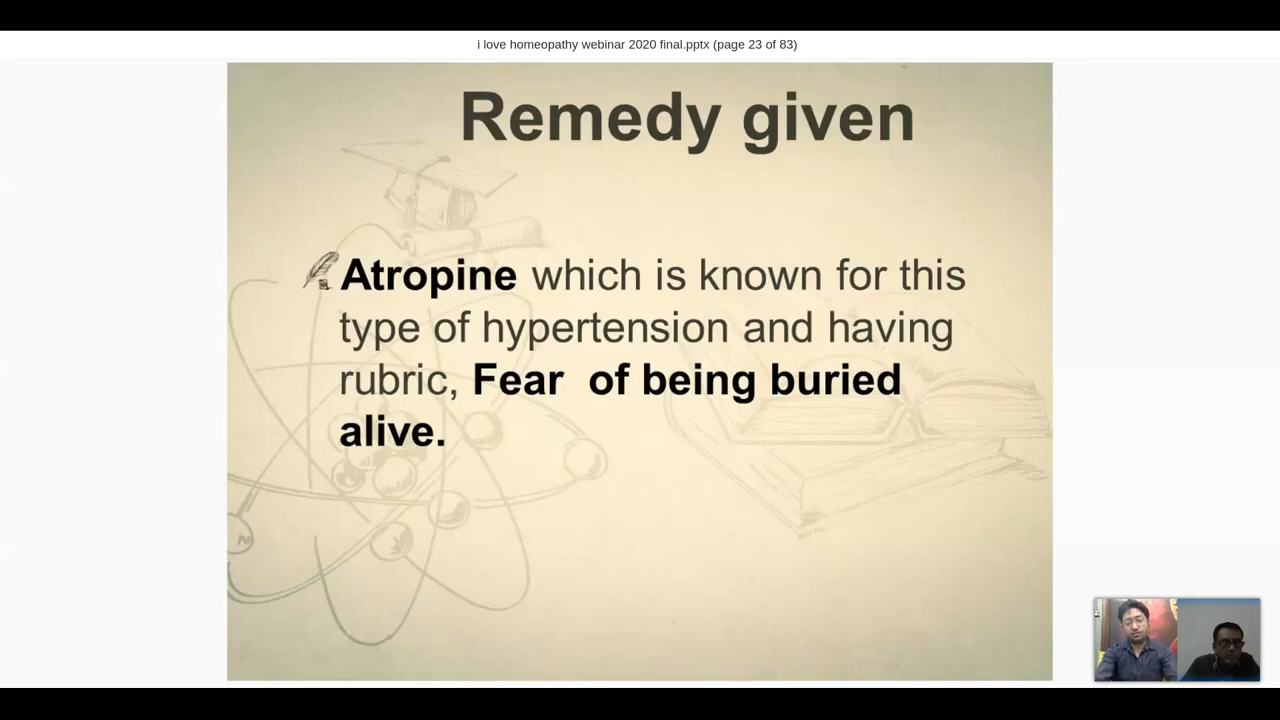 i love homeopathy webinar 2020 final.pptx (page 23 of 83)
Remedy given
Atropine which is known for this
type of hypertension and having
rubric, Fear  of being buried
alive.